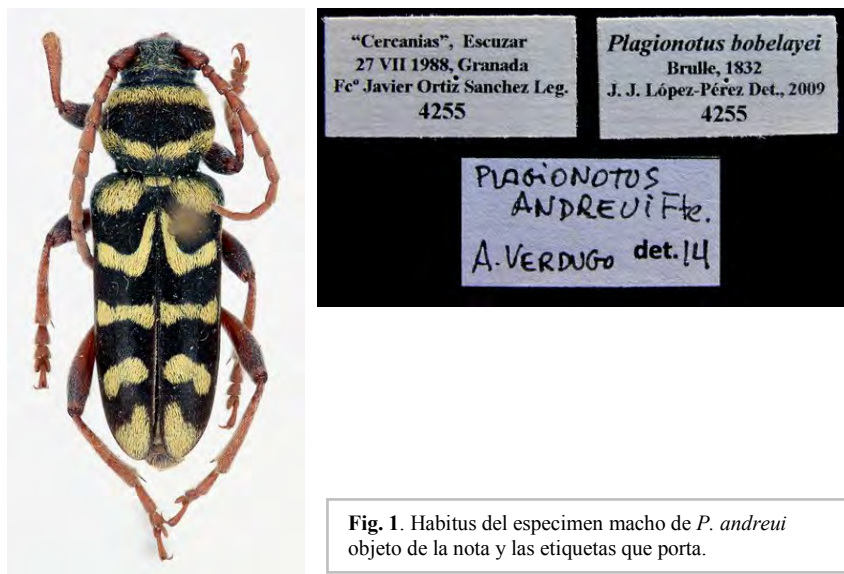 “Cercanias”, Escuzar
27 VII 1988, Granada
Fcº Javier Ortiz Sanchez Leg.
4255
Plagionotus bobelayei
Brulle, 1832
J. J. López-Pérez Det., 2009
4255
PLAGiONOTUS
ANDREUi Fte.
A. VERDUGO det. 14
Fig. 1. Habitus del especimen macho de P. andreui
objeto de la nota y las etiquetas que porta.